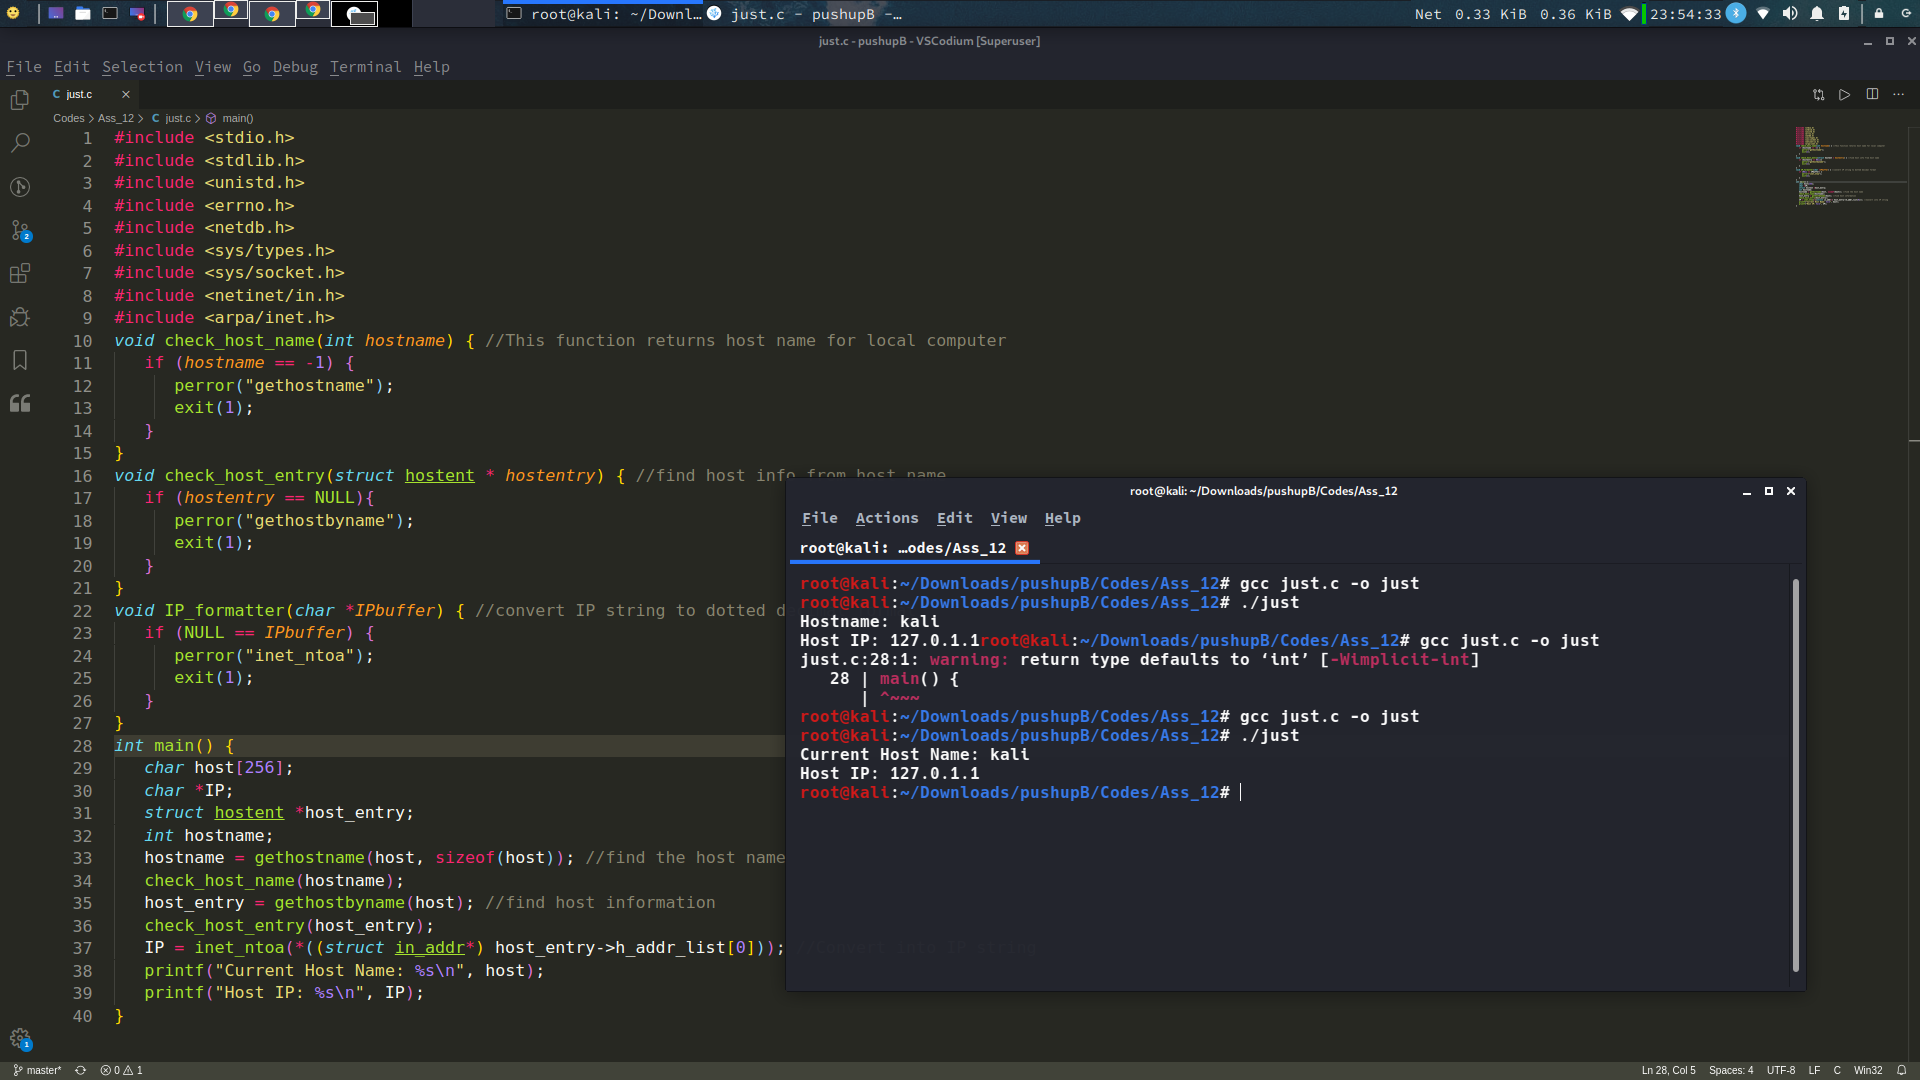 root@kali: ~/Downl… just.c - pushupB -… Net 0.33 KiB 0.36 KiB 23:54:33
just.c - pushupB - VSCodium [Superuser]
File Edit Selection View Go Debug Terminal Help
C just.c
Codes > Ass_12 > C just.c > main()
1 #include <stdio.h>
2 #include <stdlib.h>
3 #include <unistd.h>
4 #include <errno.h>
5 #include <netdb.h>
6 #include <sys/types.h>
7 #include <sys/socket.h>
8 #include <netinet/in.h>
9 #include <arpa/inet.h>
10 void check_host_name(int hostname) { //This function returns host name for local computer
11 if (hostname == -1) {
12 perror("gethostname");
13 exit(1);
14 }
15 }
16 void check_host_entry(struct hostent * hostentry) { //find host info from host name
17 if (hostentry == NULL){
18 perror("gethostbyname");
19 exit(1);
20 }
21 }
22 void IP_formatter(char *IPbuffer) { //convert IP string to dotted d
23 if (NULL == IPbuffer) {
24 perror("inet_ntoa");
25 exit(1);
26 }
27 }
28 int main() {
29 char host[256];
30 char *IP;
31 struct hostent *host_entry;
32 int hostname;
33 hostname = gethostname(host, sizeof(host)); //find the host name
34 check_host_name(hostname);
35 host_entry = gethostbyname(host); //find host information
36 check_host_entry(host_entry);
37 IP = inet_ntoa(*((struct in_addr*) host_entry->h_addr_list[0])); //Convert into IP string
38 printf("Current Host Name: %s\n", host);
39 printf("Host IP: %s\n", IP);
40 }
root@kali: ~/Downloads/pushupB/Codes/Ass_12
File Actions Edit View Help
root@kali: …odes/Ass_12
root@kali:~/Downloads/pushupB/Codes/Ass_12# gcc just.c -o just
root@kali:~/Downloads/pushupB/Codes/Ass_12# ./just
Hostname: kali
Host IP: 127.0.1.1root@kali:~/Downloads/pushupB/Codes/Ass_12# gcc just.c -o just
just.c:28:1: warning: return type defaults to ‘int’ [-Wimplicit-int]
28 | main() {
| ^~~~
root@kali:~/Downloads/pushupB/Codes/Ass_12# gcc just.c -o just
root@kali:~/Downloads/pushupB/Codes/Ass_12# ./just
Current Host Name: kali
Host IP: 127.0.1.1
root@kali:~/Downloads/pushupB/Codes/Ass_12#
2
1
master* 0 1 Ln 28, Col 5 Spaces: 4 UTF-8 LF C Win32